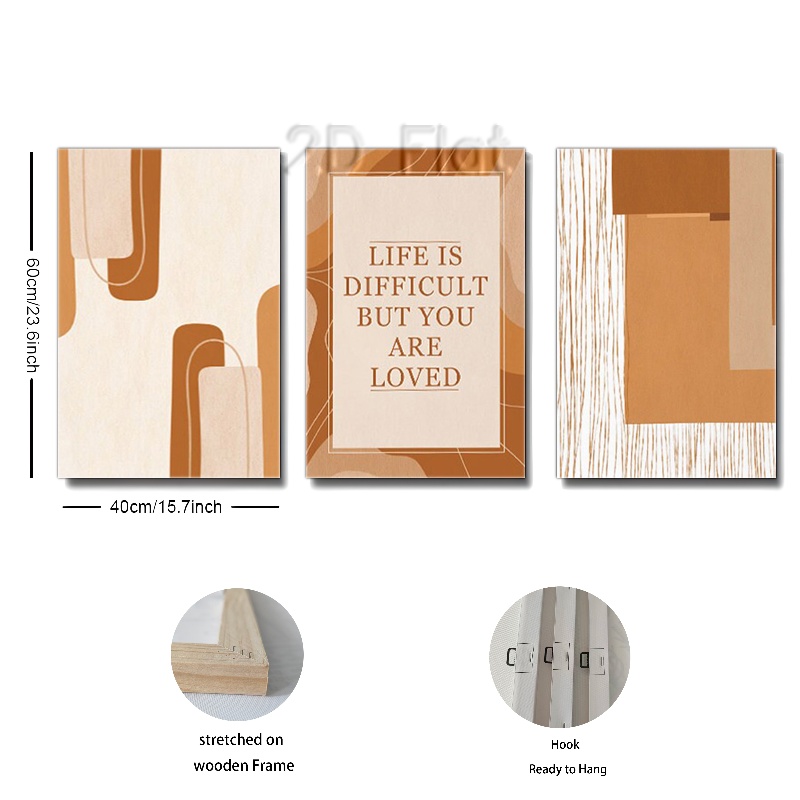 2D Flat
60cm/23.6inch
LIFE IS
DIFFICULT
BUT YOU
ARE
LOVED
40cm/15.7inch
stretched on
wooden Frame
Hook
Ready to Hang